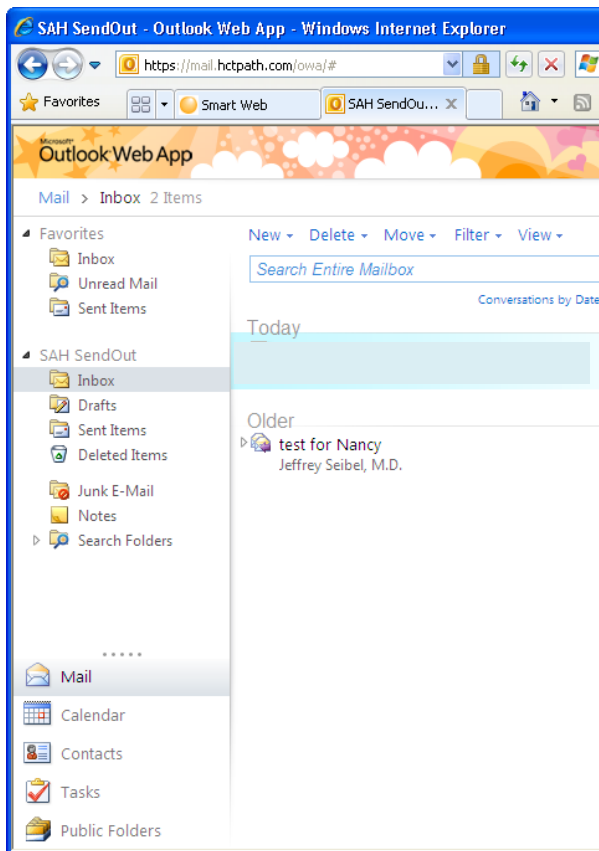 SAH SendOut - Outlook Web App - Windows Internet Explorer
https://mail.hctpath.com/owa/#
Favorites
Smart Web
SAH SendOu...
Microsoft
Outlook Web App
Mail > Inbox 2 Items
Favorites
Inbox
Unread Mail
Sent Items
SAH SendOut
Inbox
Drafts
Sent Items
Deleted Items
Junk E-Mail
Notes
Search Folders
Mail
Calendar
Contacts
Tasks
Public Folders
New Delete Move Filter View
Search Entire Mailbox
Conversations by Date
Today
Older
test for Nancy
Jeffrey Seibel, M.D.